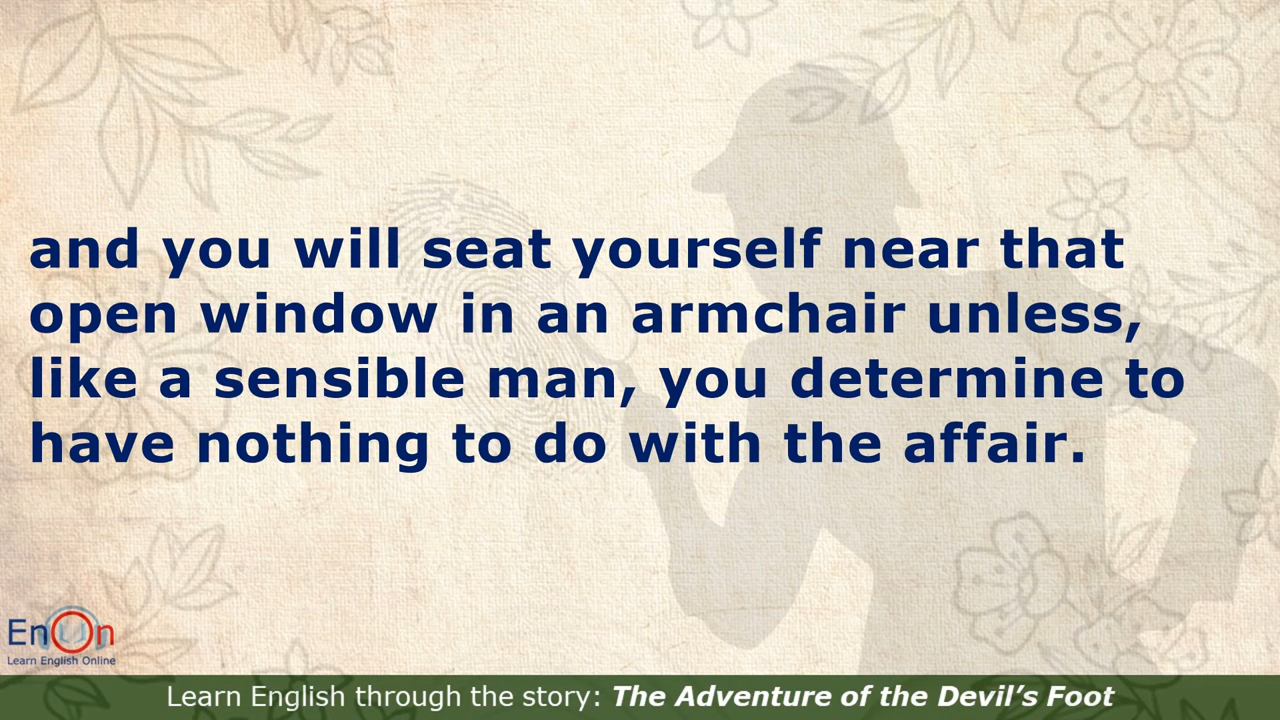 and you will seat yourself near that
open window in an armchair unless,
like a sensible man, you determine to
have nothing to do with the affair.
EnOn
Learn English Online
Learn English through the story: The Adventure of the Devil’s Foot